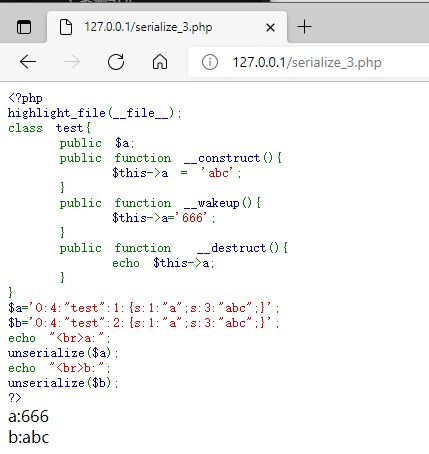 127.0.0.1/serialize_3.php
127.0.0.1/serialize_3.php
<?php
highlight_file(__file__);
class test{
public $a;
public function __construct(){
$this->a = 'abc';
}
public function __wakeup(){
$this->a='666';
}
public function __destruct(){
echo $this->a;
}
}
$a='O:4:"test":1:{s:1:"a";s:3:"abc";}';
$b='O:4:"test":2:{s:1:"a";s:3:"abc";}';
echo "<br>a:";
unserialize($a);
echo "<br>b:";
unserialize($b);
?>
a:666
b:abc